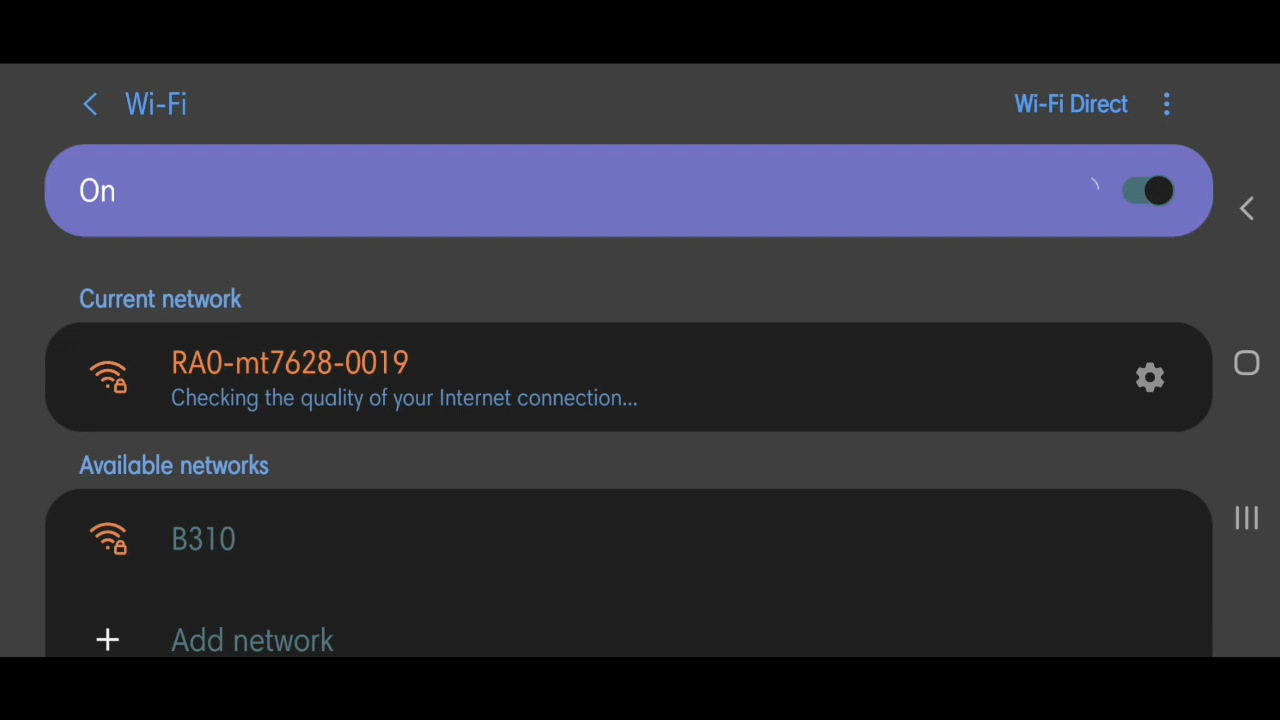 Wi-Fi
Wi-Fi Direct
On
Current network
RA0-mt7628-0019
Checking the quality of your Internet connection...
Available networks
B310
Add network